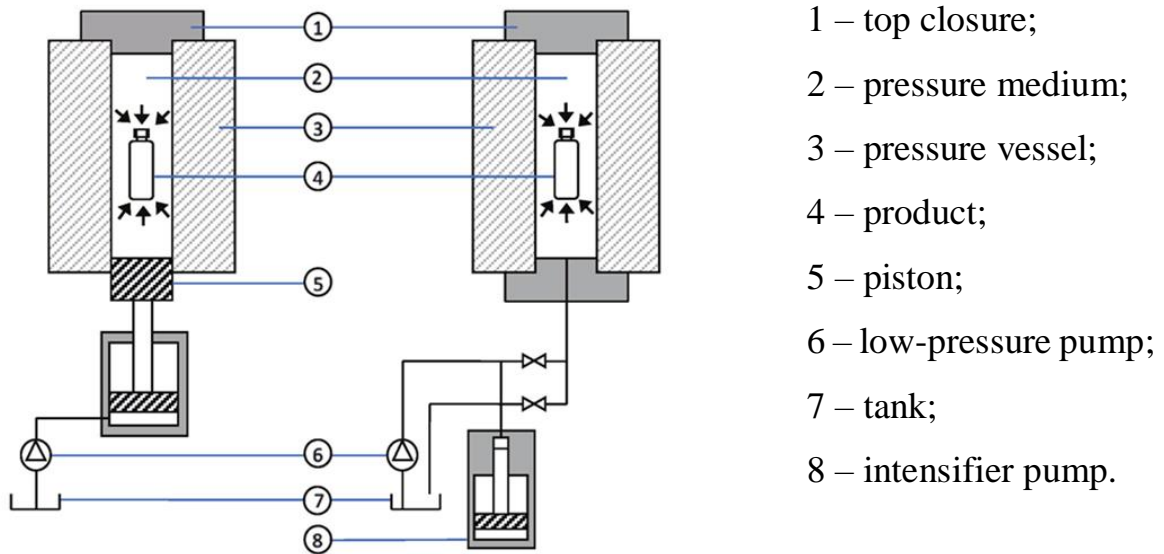 1
2
3
4
5
6
7
8
1 – top closure;
2 – pressure medium;
3 – pressure vessel;
4 – product;
5 – piston;
6 – low-pressure pump;
7 – tank;
8 – intensifier pump.